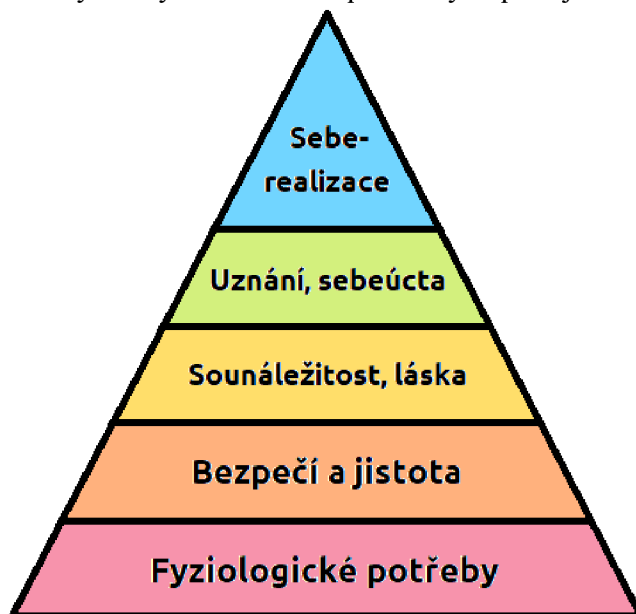 Sebe-
realizace
Uznání, sebeúcta
Sounáležitost, láska
Bezpečí a jistota
Fyziologické potřeby